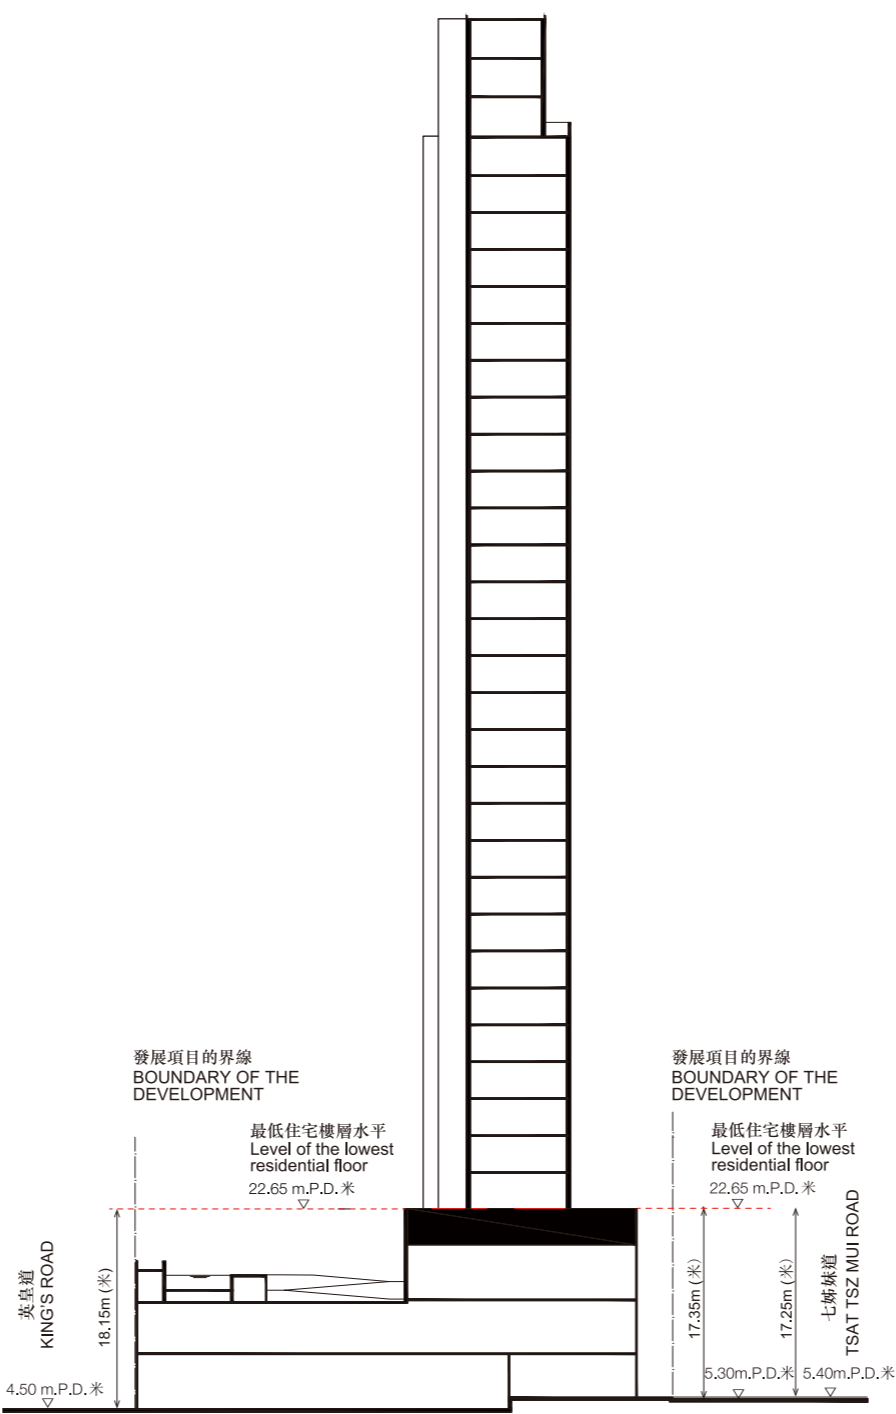 發展項目的界線
BOUNDARY OF THE
DEVELOPMENT
最低住宅樓層水平
Level of the lowest
residential floor
22.65 m.P.D. 米
英皇道
KING'S ROAD
18.15m (米)
4.50 m.P.D. 米
發展項目的界線
BOUNDARY OF THE
DEVELOPMENT
最低住宅樓層水平
Level of the lowest
residential floor
22.65 m.P.D. 米
17.35m (米)
17.25m (米)
七姊妹道
TSAT TSZ MUI ROAD
5.30m.P.D.米
5.40m.P.D.米